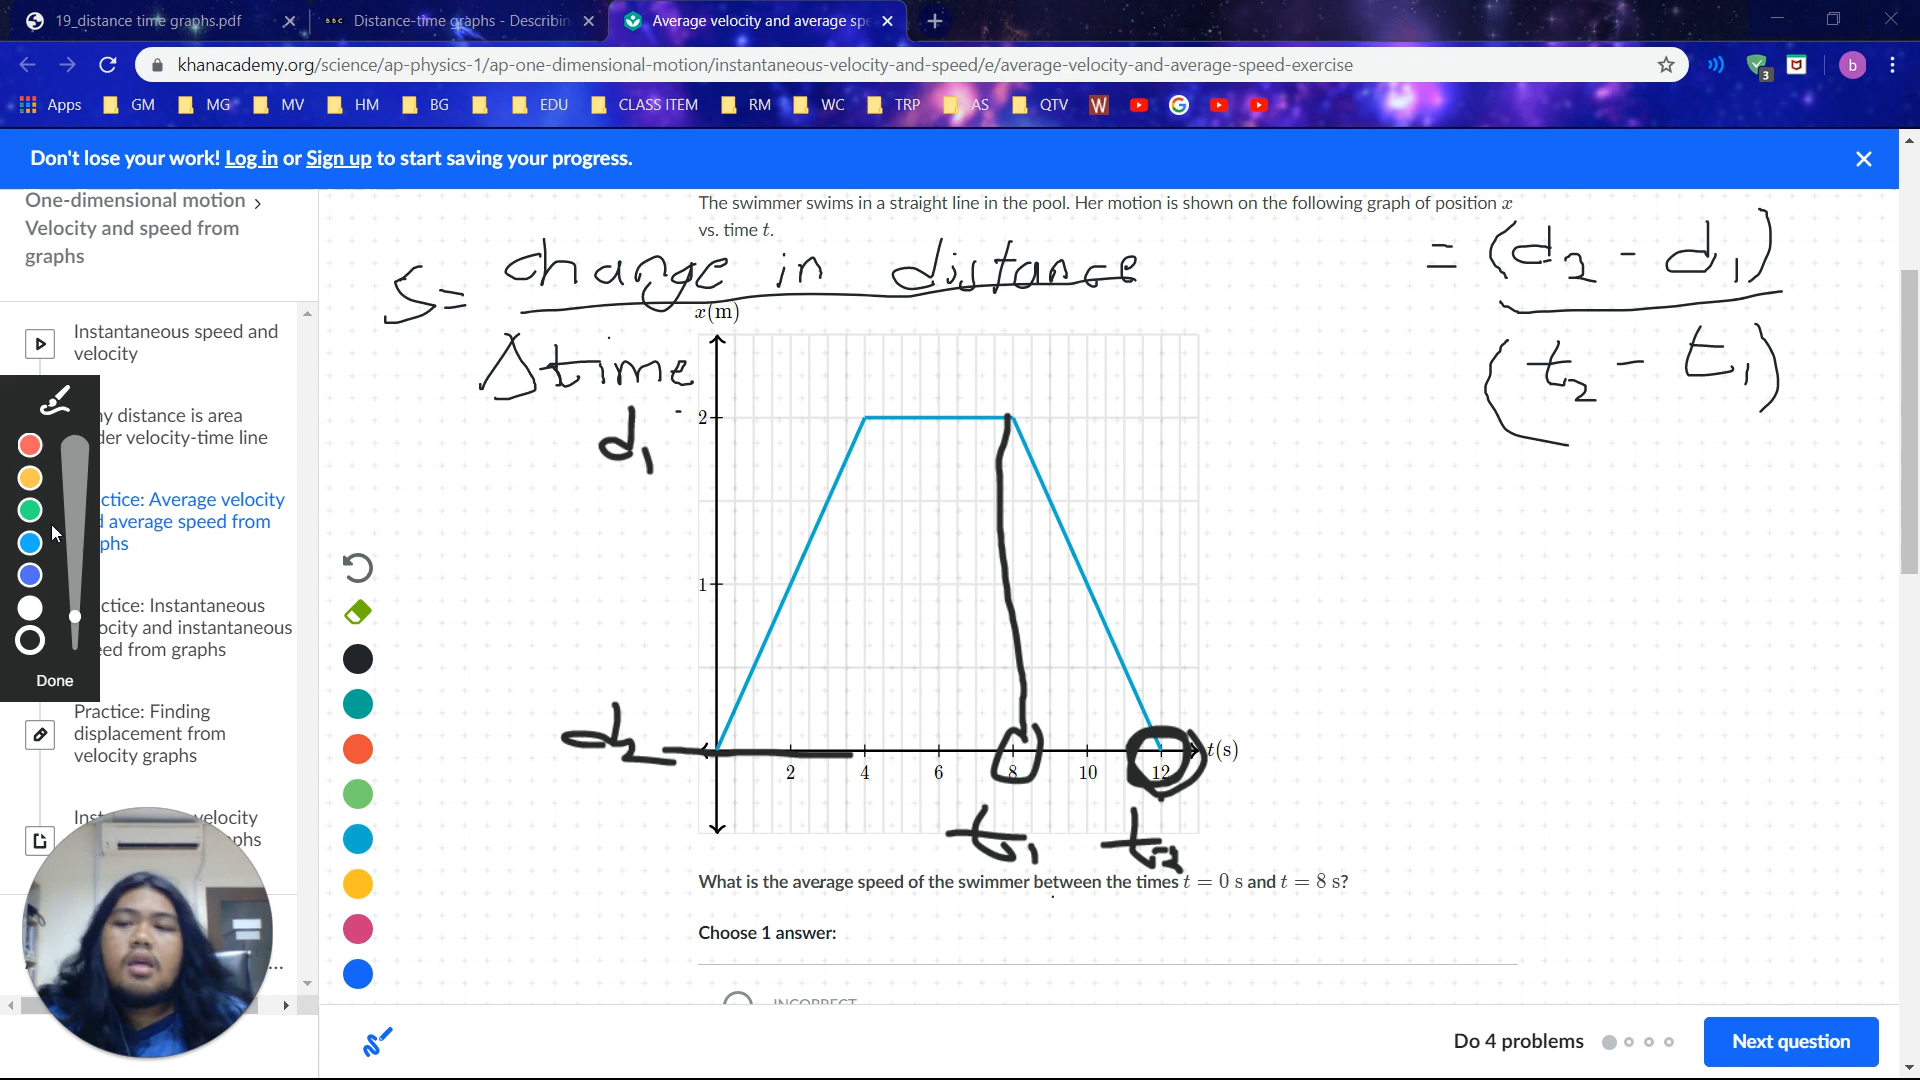 19_distance time graphs.pdf
BBC Distance-time graphs - Describin
Average velocity and average spe
khanacademy.org/science/ap-physics-1/ap-one-dimensional-motion/instantaneous-velocity-and-speed/e/average-velocity-and-average-speed-exercise
3
b
Apps GM MG MV HM BG EDU CLASS ITEM RM WC TRP AS QTV
Don't lose your work! Log in or Sign up to start saving your progress.
One-dimensional motion >
Velocity and speed from
graphs
Instantaneous speed and
velocity
y distance is area
der velocity-time line
ctice: Average velocity
d average speed from
phs
ctice: Instantaneous
ocity and instantaneous
eed from graphs
Practice: Finding
displacement from
velocity graphs
Inst velocity
phs
...
Done
The swimmer swims in a straight line in the pool. Her motion is shown on the following graph of position x
vs. time t.
S= change in distance
Δtime
= (d2 - d1)
(t2 - t1)
x(m)
2
d1
1
d2
t(s)
2 4 6 8 10 12
t1 t2
What is the average speed of the swimmer between the times t = 0 s and t = 8 s?
Choose 1 answer:
INCORRECT
Do 4 problems
Next question